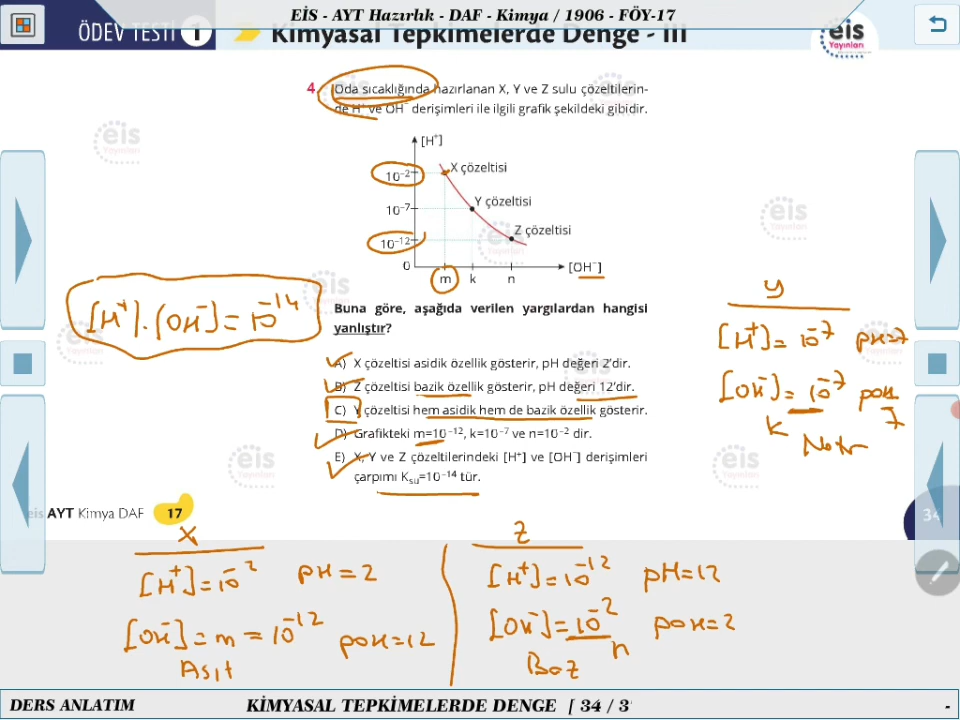 EİS - AYT Hazırlık - DAF - Kimya / 1906 - FÖY-17
ÖDEV TESTİ 1
Kimyasal Tepkimelerde Denge - III
eis
Yayınları
4. Oda sıcaklığında hazırlanan X, Y ve Z sulu çözeltilerin-
de H⁺ ve OH⁻ derişimleri ile ilgili grafik şekildeki gibidir.
[H⁺]
10⁻² X çözeltisi
10⁻⁷ Y çözeltisi
10⁻¹² Z çözeltisi
0 m k n [OH⁻]
[H⁺].[OH⁻]=10⁻¹⁴
Buna göre, aşağıda verilen yargılardan hangisi
yanlıştır?
A) X çözeltisi asidik özellik gösterir, pH değeri 2'dir.
B) Z çözeltisi bazik özellik gösterir, pH değeri 12'dir.
C) Y çözeltisi hem asidik hem de bazik özellik gösterir.
D) Grafikteki m=10⁻¹², k=10⁻⁷ ve n=10⁻² dir.
E) X, Y ve Z çözeltilerindeki [H⁺] ve [OH⁻] derişimleri
çarpımı Kₛᵤ=10⁻¹⁴ tür.
y
[H⁺]=10⁻⁷ pH=7
[OH⁻]=10⁻⁷ pOH
k 7
Nötr
eis AYT Kimya DAF 17
34
X
[H⁺]=10⁻² pH=2
[OH⁻]=m=10⁻¹² pOH=12
Asit
Z
[H⁺]=10⁻¹² pH=12
[OH⁻]=10⁻² pOH=2
n
Baz
DERS ANLATIM
KİMYASAL TEPKİMELERDE DENGE [ 34 / 3
-